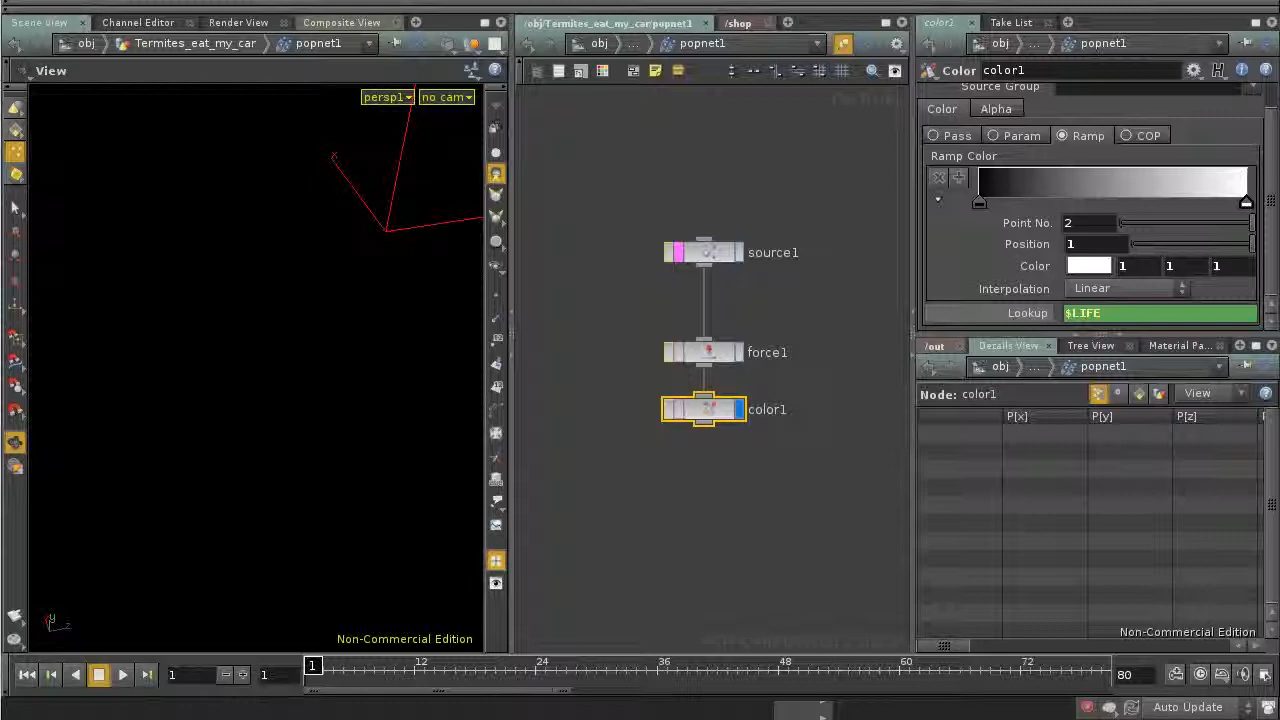 Scene View
Channel Editor
Render View
Composite View
/obj/Termites_eat_my_car/popnet1
/shop
color1
Take List
obj
Termites_eat_my_car
popnet1
obj
...
popnet1
obj
...
popnet1
View
Color
color1
Source Group
persp1
no cam
Color
Alpha
Pass
Param
Ramp
COP
Ramp Color
x
Point No.
2
Position
1
Color
1
1
1
Interpolation
Linear
Lookup
$LIFE
source1
force1
color1
/out
Details View
Tree View
Material Pa...
obj
...
popnet1
Node: color1
View
P[x]
P[y]
P[z]
y
z
Non-Commercial Edition
Non-Commercial Edition
1
1
1
12
24
36
48
60
72
80
Auto Update